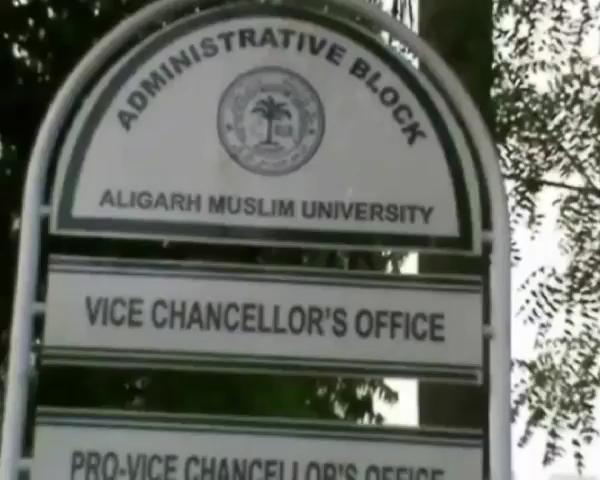 ADMINISTRATIVE BLOCK
ALIGARH MUSLIM UNIVERSITY
VICE CHANCELLOR'S OFFICE
PRO-VICE CHANCELLOR'S OFFICE